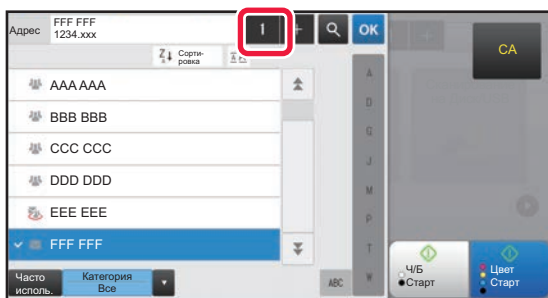 Адрес
FFF FFF
1234.xxx
1
+
OK
CA
Z
Сорти-
ровка
AAA AAA
BBB BBB
CCC CCC
DDD DDD
EEE EEE
FFF FFF
A
D
G
J
M
P
T
W
ABC
Часто
исполь.
Категория
Все
Ч/Б
Старт
Цвет
Старт